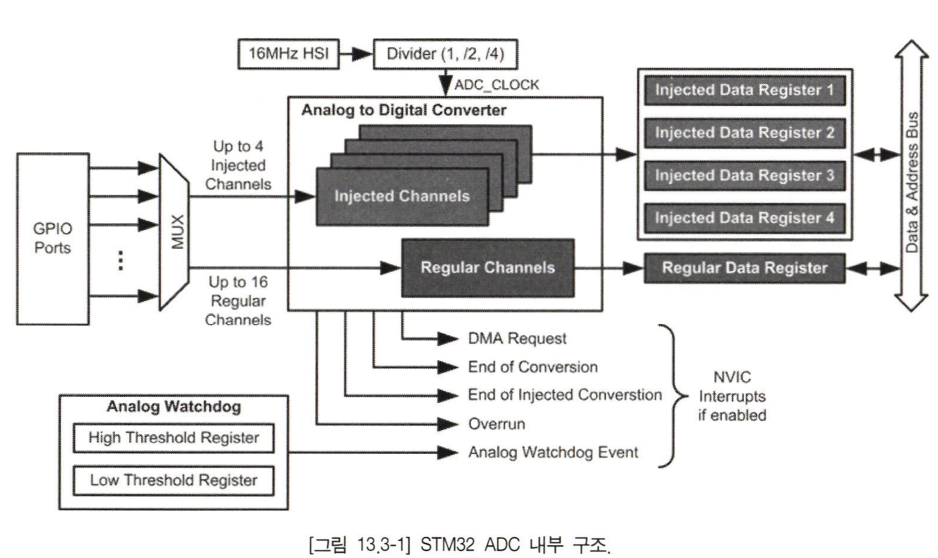 16MHz HSI
Divider (1, /2, /4)
ADC_CLOCK
Analog to Digital Converter
Injected Data Register 1
Injected Data Register 2
Injected Data Register 3
Injected Data Register 4
Up to 4
Injected
Channels
Injected Channels
GPIO
Ports
MUX
Data & Address Bus
Regular Channels
Regular Data Register
Up to 16
Regular
Channels
DMA Request
End of Conversion
End of Injected Converstion
Overrun
Analog Watchdog Event
NVIC
Interrupts
if enabled
Analog Watchdog
High Threshold Register
Low Threshold Register
[그림 13.3-1] STM32 ADC 내부 구조.